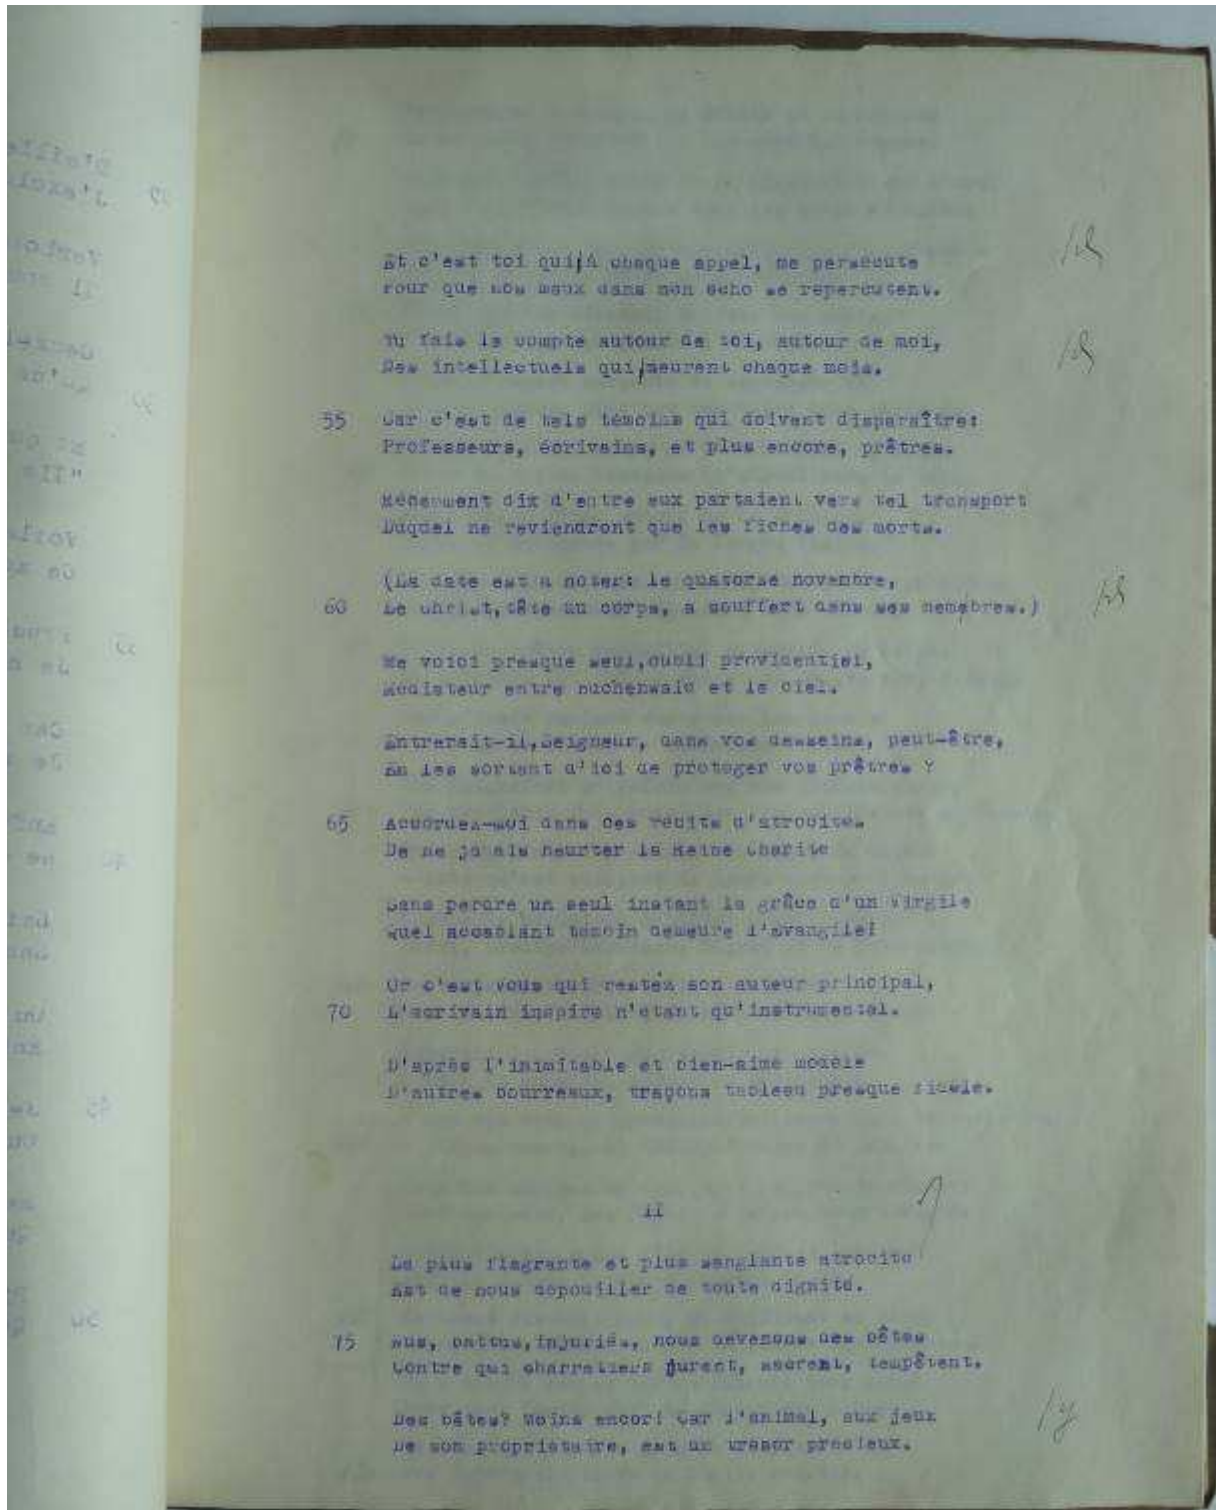 Et c'est toi qui,à chaque appel, me persécute
Pour que nos maux dans mon écho se répercutent.
Tu fais le compte autour de toi, autour de moi,
Des intellectuels qui meurent chaque mois.
55 Car c'est de tels témoins qui doivent disparaître:
Professeurs, écrivains, et plus encore, prêtres.
Récemment dix d'entre eux partaient vers tel transport
Duquel ne reviendront que les fiches des morts.
(La date est à noter: le quatorze novembre,
60 Le Christ,tête au corps, a souffert dans ses memebres.)
Me voici presque seul,oubli providentiel,
Médiateur entre Buchenwald et le ciel.
Entrerait-il,Seigneur, dans vos desseins, peut-être,
En les sortant d'ici de protéger vos prêtres ?
65 Accordez-moi dans ces récits d'atrocités
De ne jamais heurter la Reine Charité
Sans perdre un seul instant la grâce d'un Virgile
Quel accablant témoin demeure l'Evangile!
Or c'est vous qui restez son auteur principal,
70 L'écrivain inspiré n'étant qu'instrumental.
D'après l'inimitable et bien-aimé modèle
D'autres bourreaux, traçons tableau presque fidèle.
II
La plus flagrante et plus sanglante atrocité
Est de nous dépouiller de toute dignité.
75 Nus, battus,injuriés, nous devenons des bêtes
Contre qui charretiers jurent, sacrent, tempêtent.
Des bêtes? Moins encor! Car l'animal, aux jeux
De son propriétaire, est un trésor précieux.